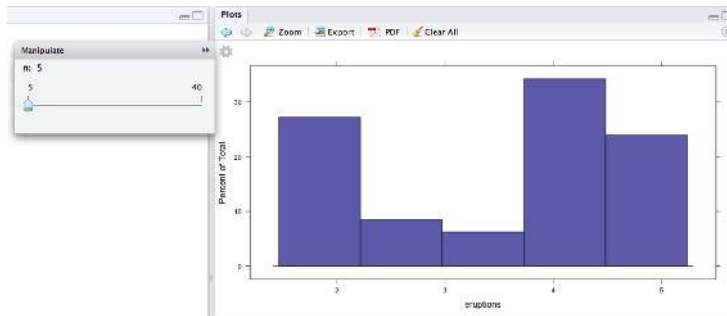 Plots
Zoom Export PDF Clear All
Manipulate
n: 5
5 40
30
20
10
0
Percent of Total
2 3 4 5
eruptions